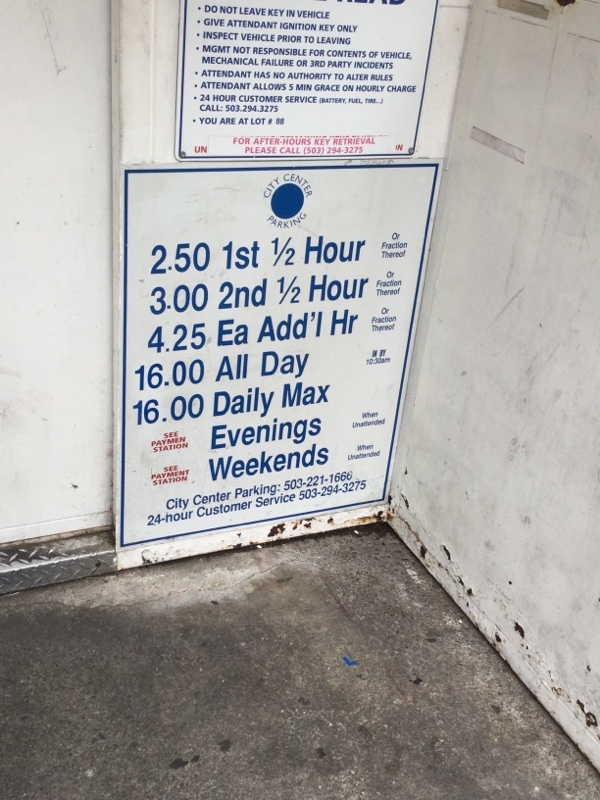 READ
• DO NOT LEAVE KEY IN VEHICLE
• GIVE ATTENDANT IGNITION KEY ONLY
• INSPECT VEHICLE PRIOR TO LEAVING
• MGMT NOT RESPONSIBLE FOR CONTENTS OF VEHICLE,
MECHANICAL FAILURE OR 3RD PARTY INCIDENTS
• ATTENDANT HAS NO AUTHORITY TO ALTER RULES
• ATTENDANT ALLOWS 5 MIN GRACE ON HOURLY CHARGE
• 24 HOUR CUSTOMER SERVICE (BATTERY, FUEL, TIRE...)
CALL: 503.294.3275
• YOU ARE AT LOT # 88
FOR AFTER-HOURS KEY RETRIEVAL
UN PLEASE CALL (503) 294-3275 N
CITY CENTER
PARKING
2.50 1st ½ Hour Or Fraction Thereof
3.00 2nd ½ Hour Or Fraction Thereof
4.25 Ea Add'l Hr Or Fraction Thereof
16.00 All Day IN BY 10:30am
16.00 Daily Max
SEE PAYMEN STATION Evenings When Unattended
SEE PAYMENT STATION Weekends When Unattended
City Center Parking: 503-221-1666
24-hour Customer Service 503-294-3275